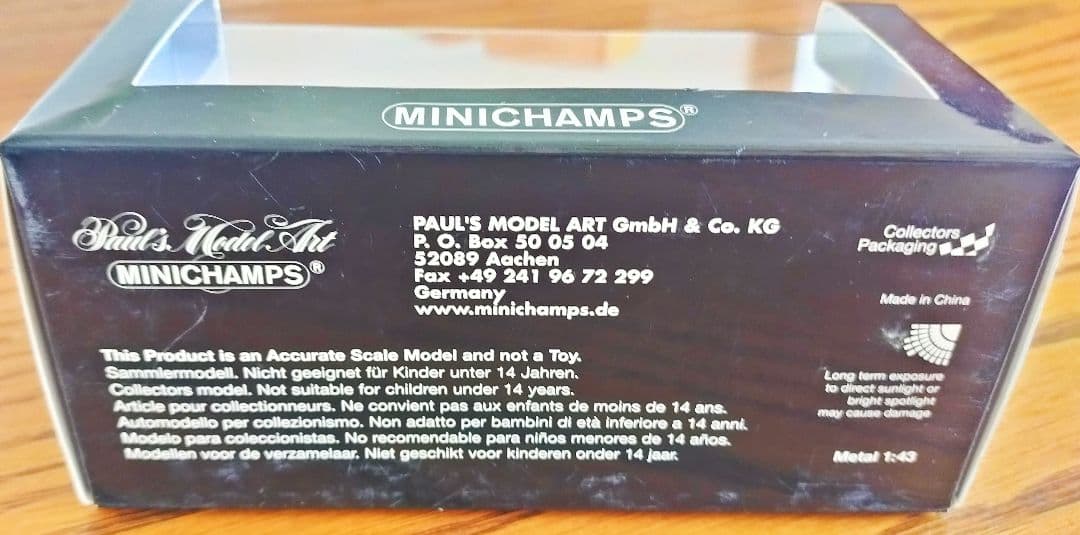 MINICHAMPS®
Paul's Model Art
MINICHAMPS®
PAUL'S MODEL ART GmbH & Co. KG
P. O. Box 50 05 04
52089 Aachen
Fax +49 241 96 72 299
Germany
www.minichamps.de
Collectors
Packaging
Made in China
This Product is an Accurate Scale Model and not a Toy.
Sammlermodell. Nicht geeignet für Kinder unter 14 Jahren.
Collectors model. Not suitable for children under 14 years.
Article pour collectionneurs. Ne convient pas aux enfants de moins de 14 ans.
Automodello per collezionismo. Non adatto per bambini di età inferiore a 14 anni.
Modelo para coleccionistas. No recomendable para niños menores de 14 años.
Modellen voor de verzamelaar. Niet geschikt voor kinderen onder 14 jaar.
Long term exposure
to direct sunlight or
bright spotlight
may cause damage
Metal 1:43